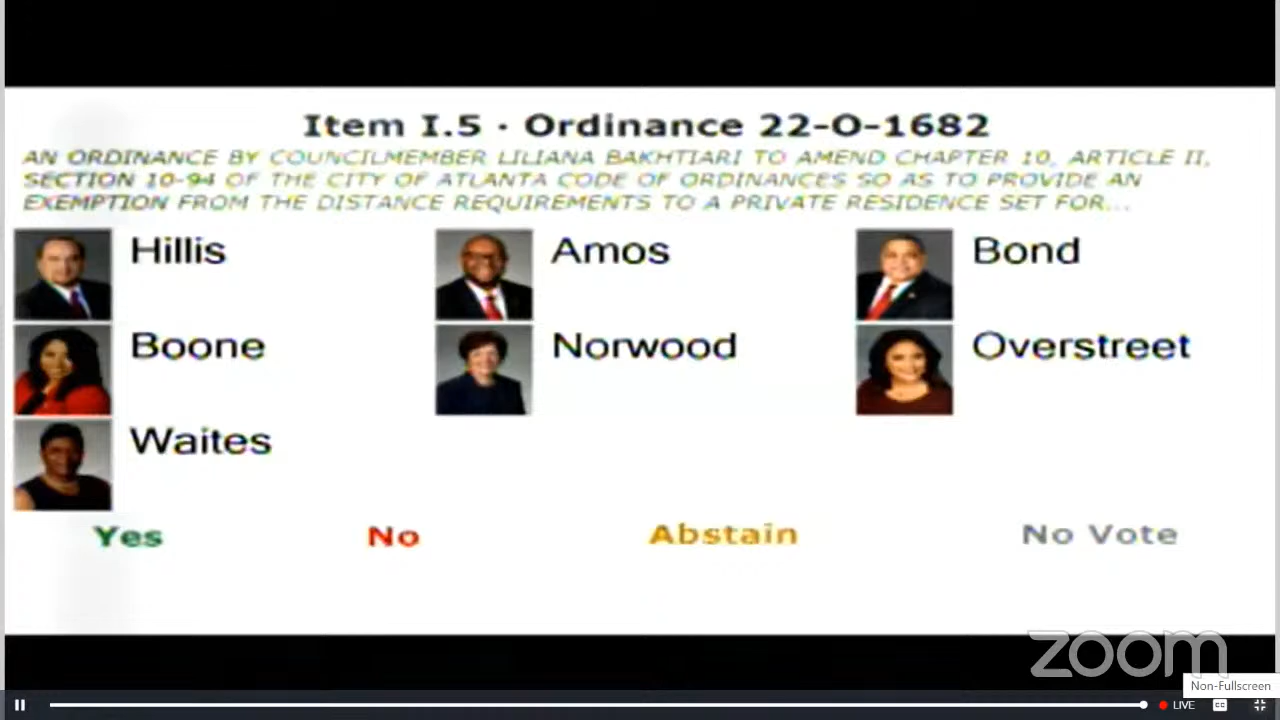 Item I.5 · Ordinance 22-O-1682
AN ORDINANCE BY COUNCILMEMBER LILIANA BAKHTIARI TO AMEND CHAPTER 10, ARTICLE II,
SECTION 10-94 OF THE CITY OF ATLANTA CODE OF ORDINANCES SO AS TO PROVIDE AN
EXEMPTION FROM THE DISTANCE REQUIREMENTS TO A PRIVATE RESIDENCE SET FOR...
Hillis Amos Bond
Boone Norwood Overstreet
Waites
Yes No Abstain No Vote
zoom
Non-Fullscreen
LIVE CC